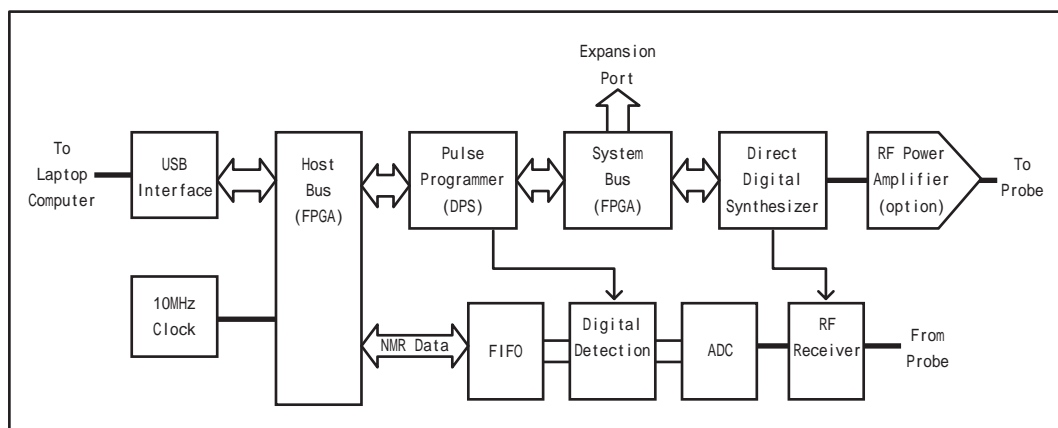 Expansion
Port
To
Laptop
Computer
USB
Interface
Host
Bus
(FPGA)
Pulse
Programmer
(DPS)
System
Bus
(FPGA)
Direct
Digital
Synthesizer
RF Power
Amplifier
(option)
To
Probe
10MHz
Clock
NMR Data
FIFO
Digital
Detection
ADC
RF
Receiver
From
Probe